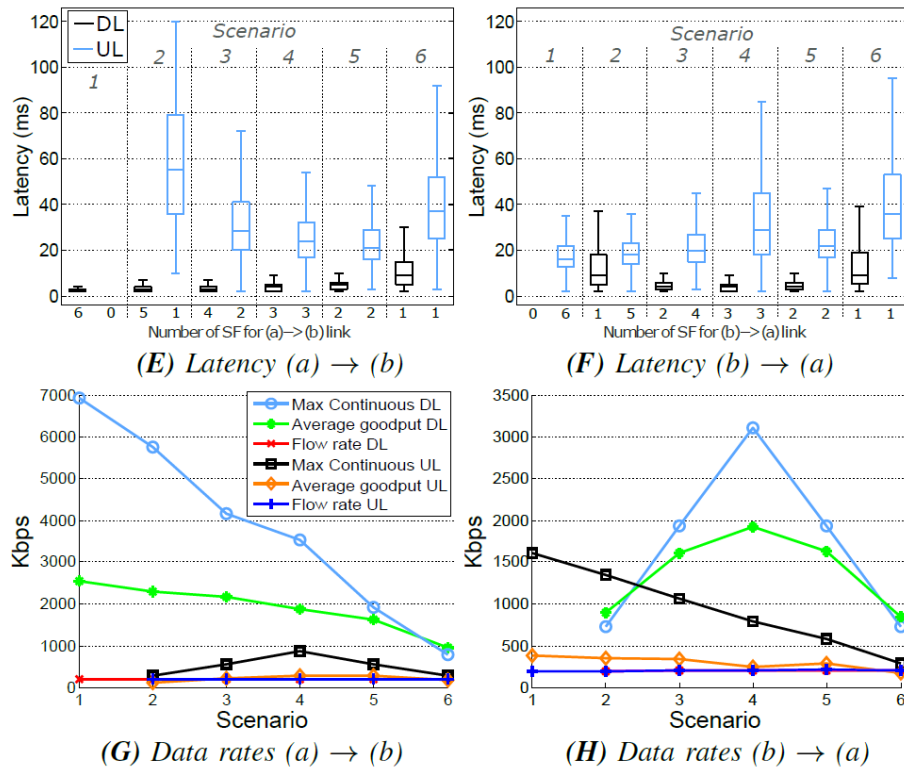 DL
UL
Scenario
1 2 3 4 5 6
Latency (ms)
120
100
80
60
40
20
0
6 0 5 1 4 2 3 3 2 2 1 1
Number of SF for (a)-->(b) link
(E) Latency (a) → (b)
Scenario
1 2 3 4 5 6
Latency (ms)
120
100
80
60
40
20
0
0 6 1 5 2 4 3 3 2 2 1 1
Number of SF for (b)-->(a) link
(F) Latency (b) → (a)
Kbps
7000
6000
5000
4000
3000
2000
1000
0
Max Continuous DL
Average goodput DL
Flow rate DL
Max Continuous UL
Average goodput UL
Flow rate UL
1 2 3 4 5 6
Scenario
(G) Data rates (a) → (b)
Kbps
3500
3000
2500
2000
1500
1000
500
0
1 2 3 4 5 6
Scenario
(H) Data rates (b) → (a)